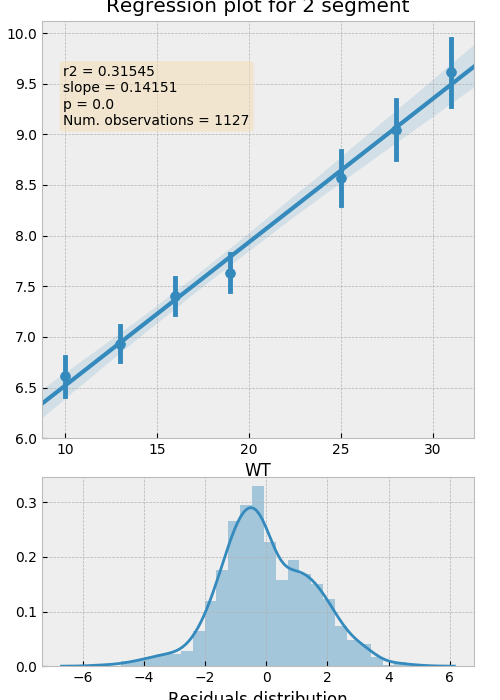 Regression plot for 2 segment
10.0
9.5
9.0
8.5
8.0
7.5
7.0
6.5
6.0
r2 = 0.31545
slope = 0.14151
p = 0.0
Num. observations = 1127
10 15 20 25 30
WT
0.3
0.2
0.1
0.0
−6 −4 −2 0 2 4 6
Residuals distribution